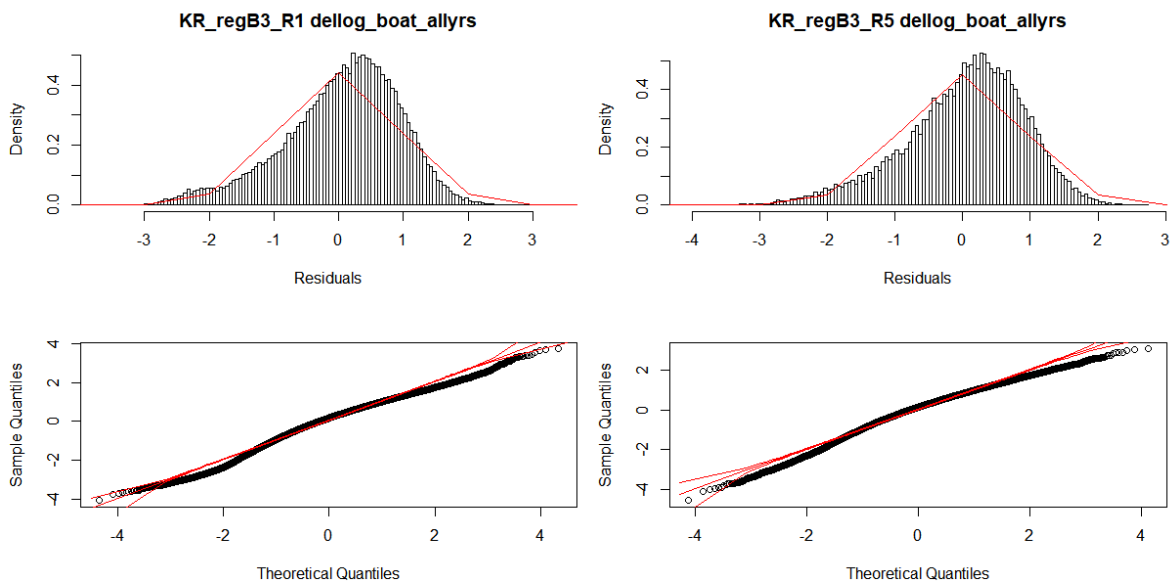 KR_regB3_R1 dellog_boat_allyrs
Density
0.0 0.2 0.4
-3 -2 -1 0 1 2 3
Residuals
KR_regB3_R5 dellog_boat_allyrs
Density
0.0 0.2 0.4
-4 -3 -2 -1 0 1 2 3
Residuals
Sample Quantiles
-4 -2 0 2 4
-4 -2 0 2 4
Theoretical Quantiles
Sample Quantiles
-4 -2 0 2
-4 -2 0 2 4
Theoretical Quantiles